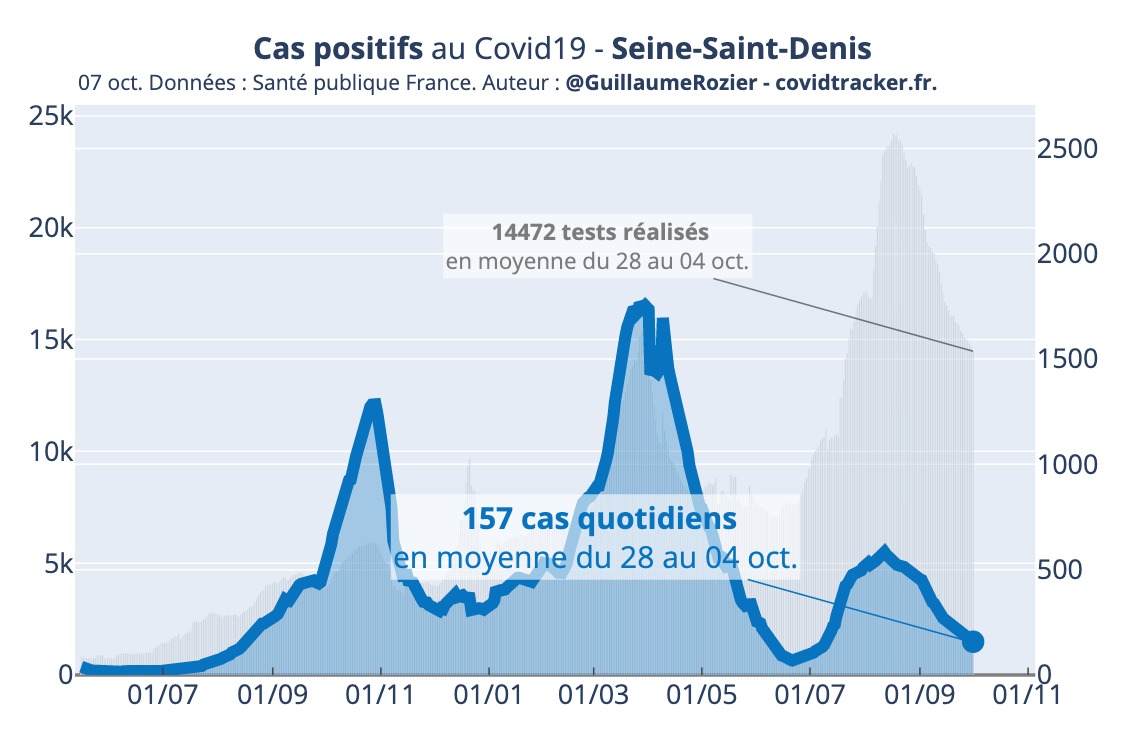 Cas positifs au Covid19 - Seine-Saint-Denis
07 oct. Données : Santé publique France. Auteur : @GuillaumeRozier - covidtracker.fr.
25k
2500
20k
14472 tests réalisés
en moyenne du 28 au 04 oct.
2000
15k
1500
10k
1000
157 cas quotidiens
en moyenne du 28 au 04 oct.
5k
500
0
0
01/07 01/09 01/11 01/01 01/03 01/05 01/07 01/09 01/11